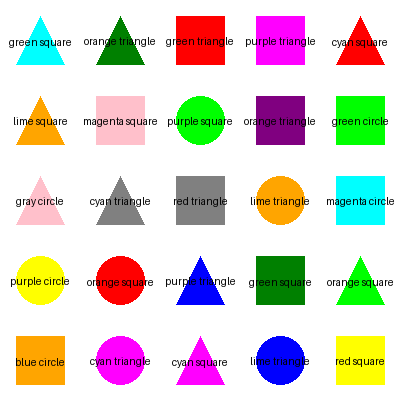 green square orange triangle green triangle purple triangle cyan square
lime square magenta square purple square orange triangle green circle
gray circle cyan triangle red triangle lime triangle magenta circle
purple circle orange square purple triangle green square orange square
blue circle cyan triangle cyan square lime triangle red square